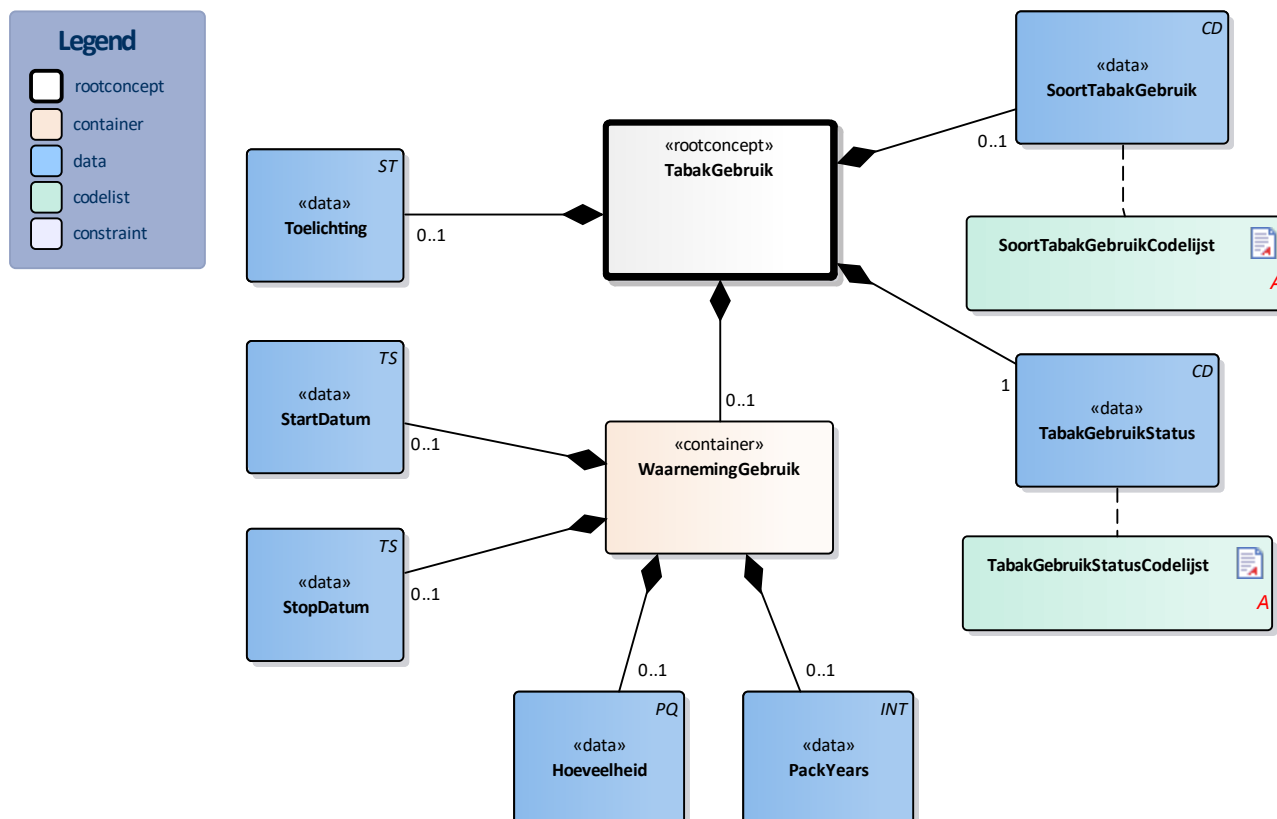 Legend
rootconcept
container
data
codelist
constraint
CD
«data»
SoortTabakGebruik
0..1
«rootconcept»
TabakGebruik
ST
«data»
Toelichting
0..1
SoortTabakGebruikCodelijst
A
TS
«data»
StartDatum
0..1
0..1
CD
«data»
TabakGebruikStatus
1
«container»
WaarnemingGebruik
TS
«data»
StopDatum
0..1
TabakGebruikStatusCodelijst
A
0..1
0..1
PQ
«data»
Hoeveelheid
INT
«data»
PackYears